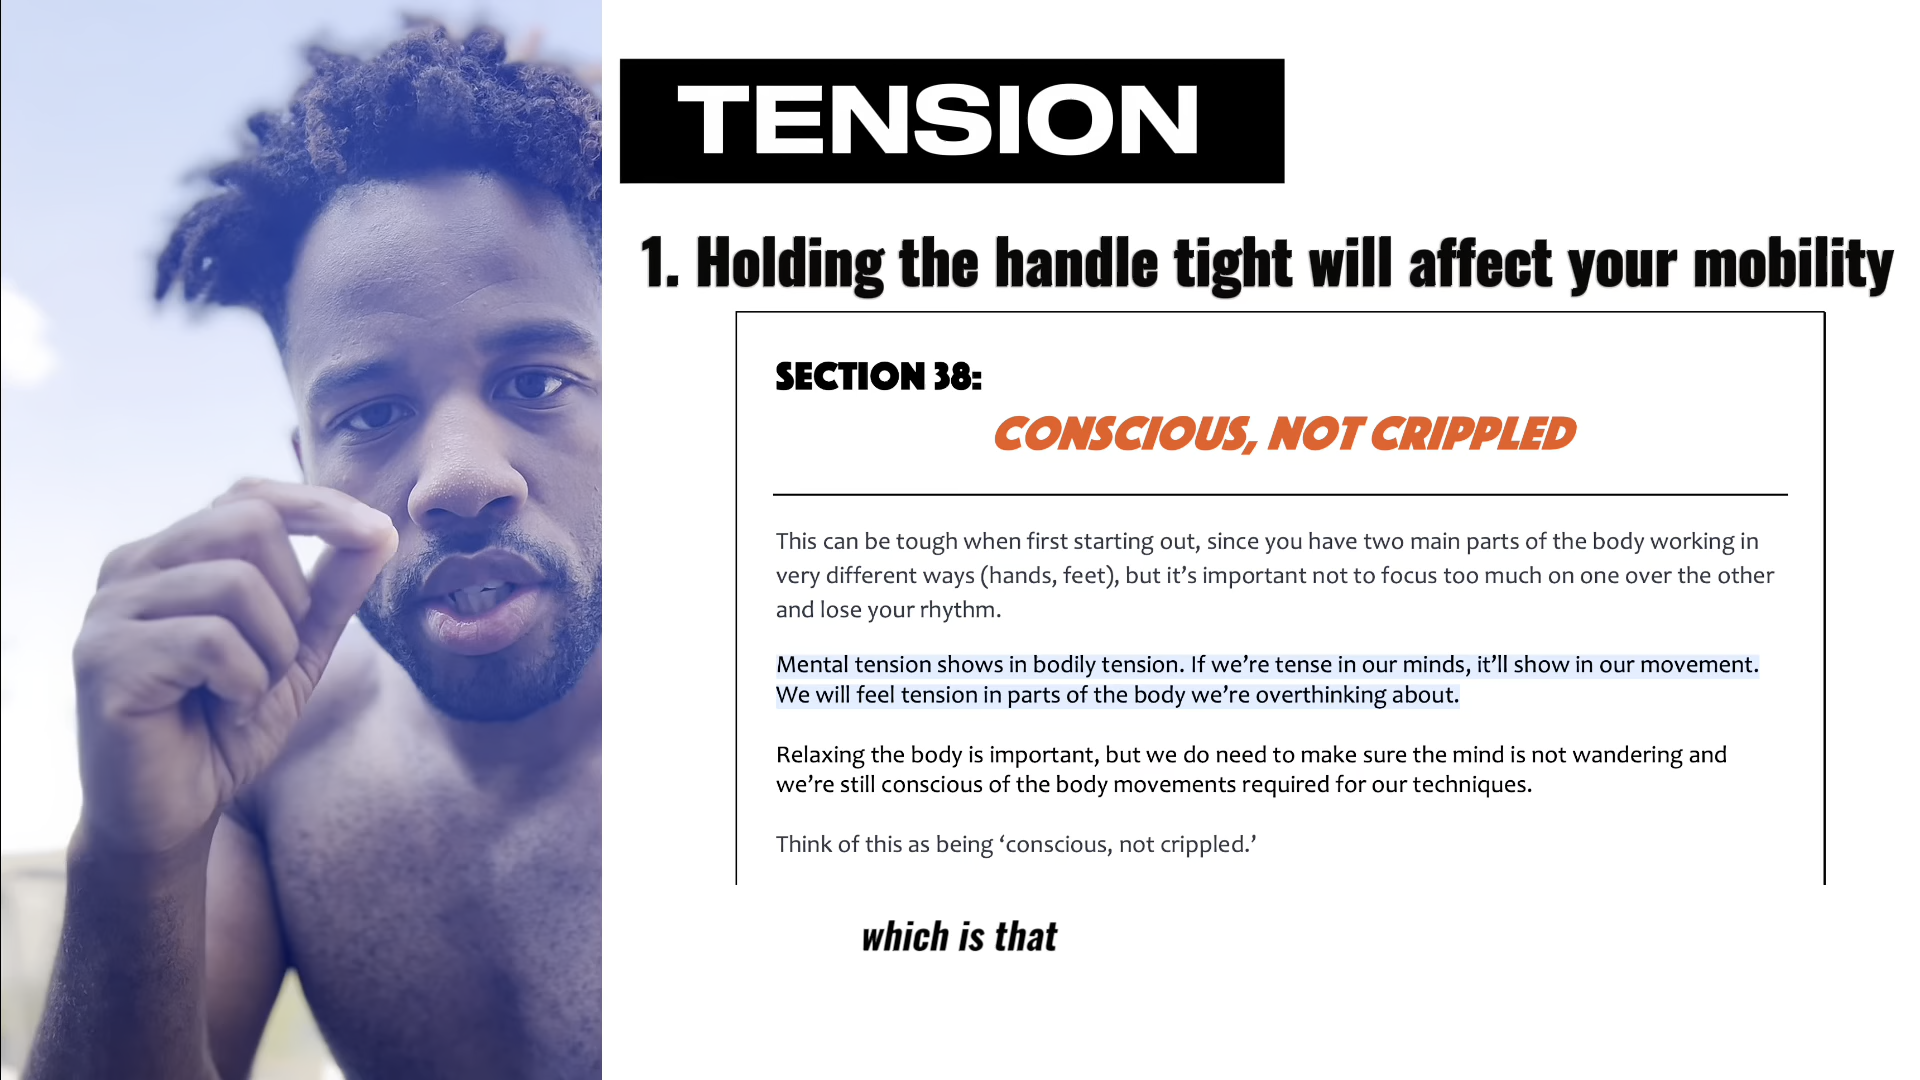 TENSION
1. Holding the handle tight will affect your mobility
SECTION 38:
CONSCIOUS, NOT CRIPPLED
This can be tough when first starting out, since you have two main parts of the body working in
very different ways (hands, feet), but it’s important not to focus too much on one over the other
and lose your rhythm.
Mental tension shows in bodily tension. If we’re tense in our minds, it’ll show in our movement.
We will feel tension in parts of the body we’re overthinking about.
Relaxing the body is important, but we do need to make sure the mind is not wandering and
we’re still conscious of the body movements required for our techniques.
Think of this as being ‘conscious, not crippled.’
which is that